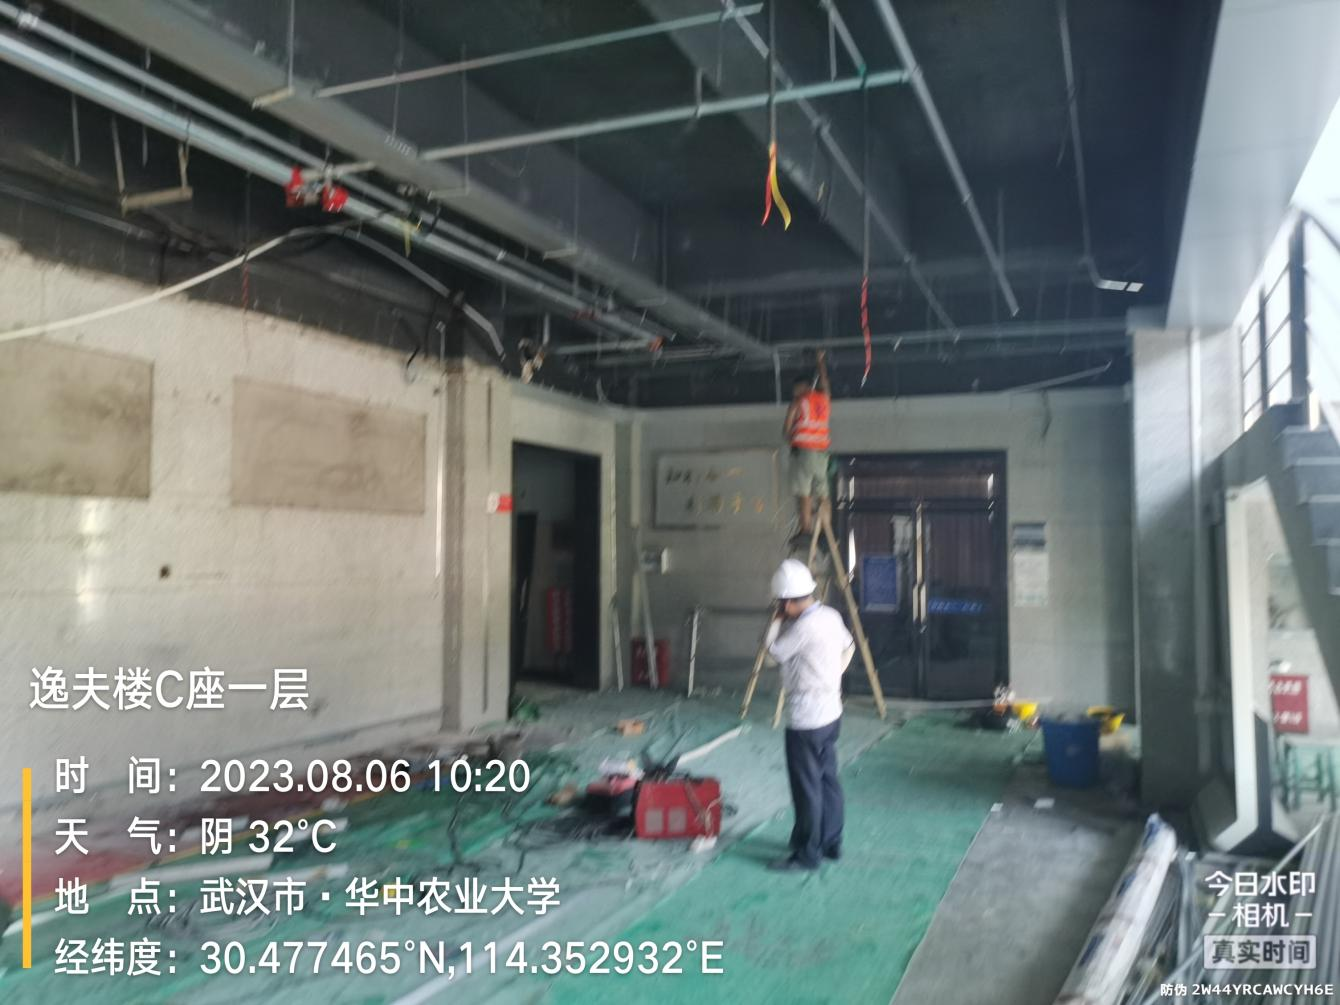 逸夫楼C座一层
时 间：2023.08.06 10:20
天 气：阴 32℃
地 点：武汉市·华中农业大学
经纬度：30.477465°N,114.352932°E
今日水印
相机
真实时间
防伪 2W44YRCAWCYH6E